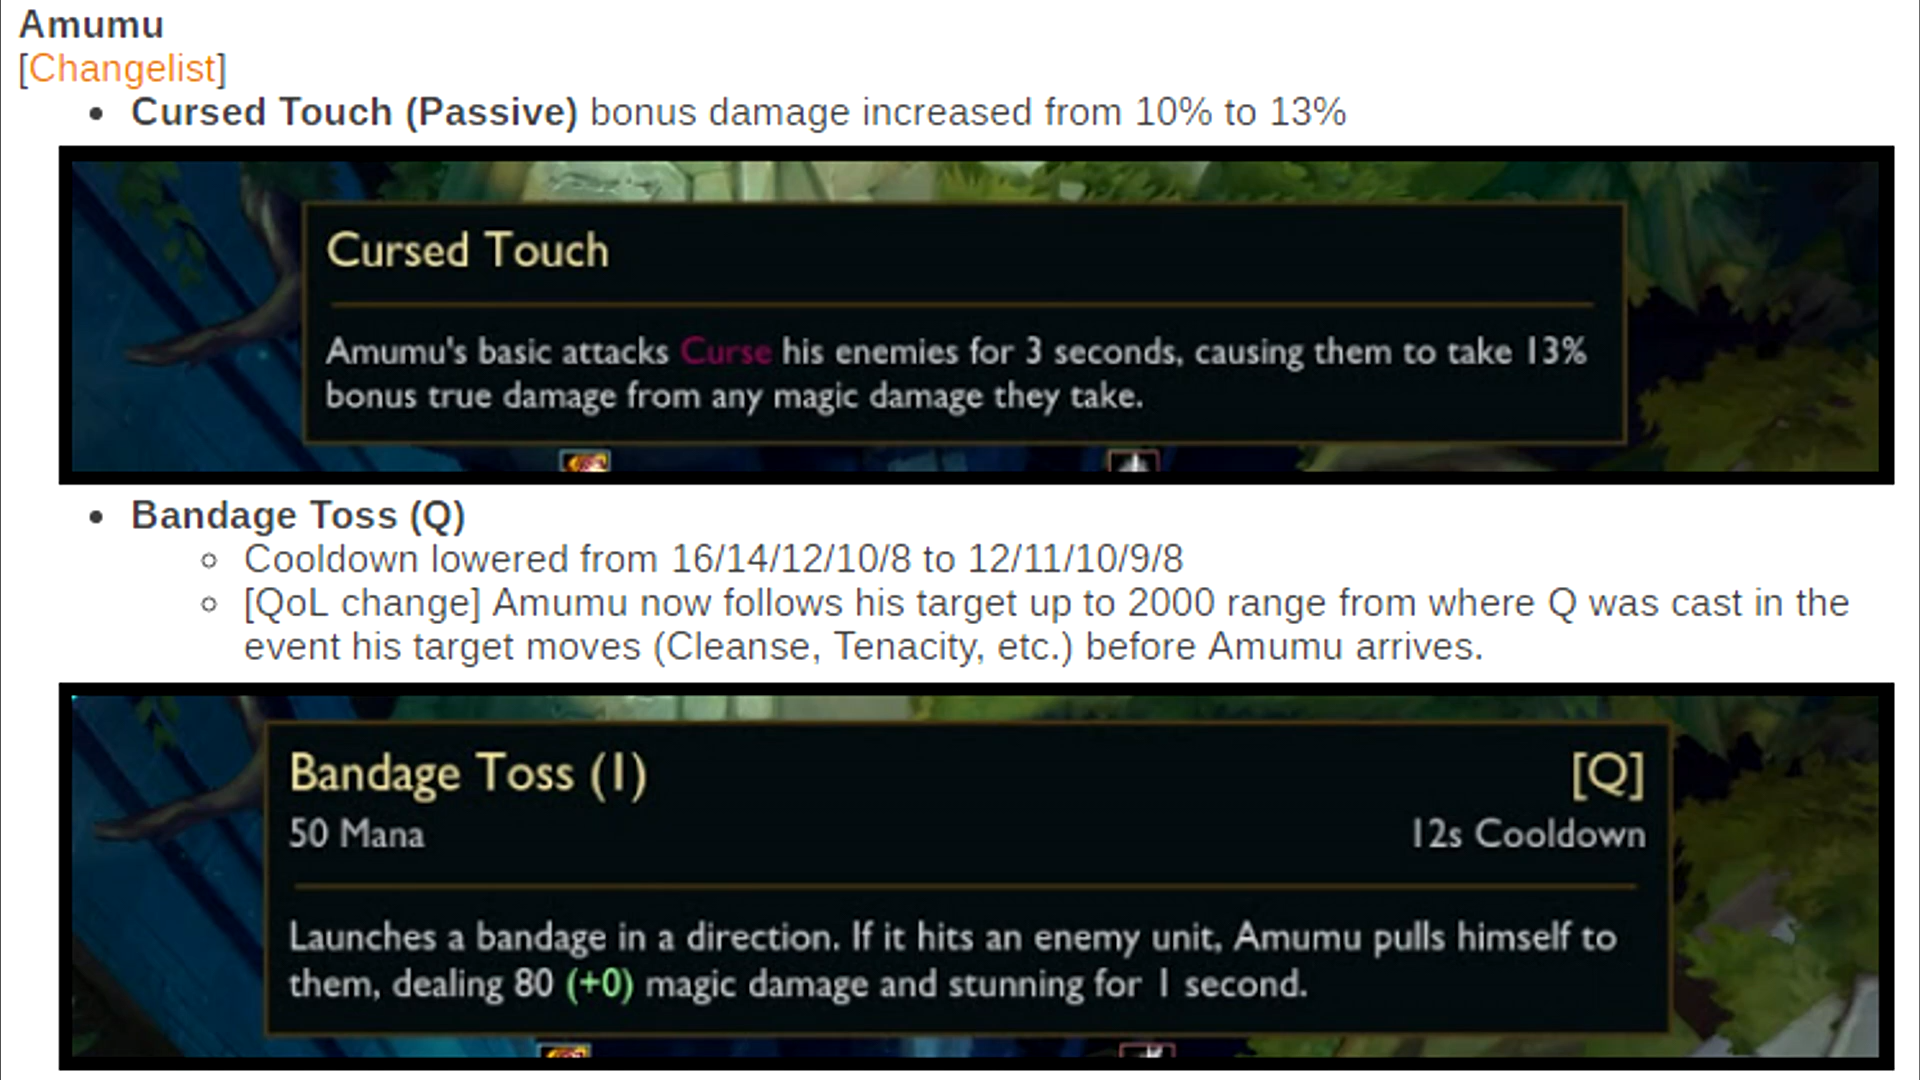 Amumu
[Changelist]
• Cursed Touch (Passive) bonus damage increased from 10% to 13%
Cursed Touch
Amumu's basic attacks Curse his enemies for 3 seconds, causing them to take 13%
bonus true damage from any magic damage they take.
• Bandage Toss (Q)
◦ Cooldown lowered from 16/14/12/10/8 to 12/11/10/9/8
◦ [QoL change] Amumu now follows his target up to 2000 range from where Q was cast in the
event his target moves (Cleanse, Tenacity, etc.) before Amumu arrives.
Bandage Toss (1) [Q]
50 Mana 12s Cooldown
Launches a bandage in a direction. If it hits an enemy unit, Amumu pulls himself to
them, dealing 80 (+0) magic damage and stunning for 1 second.